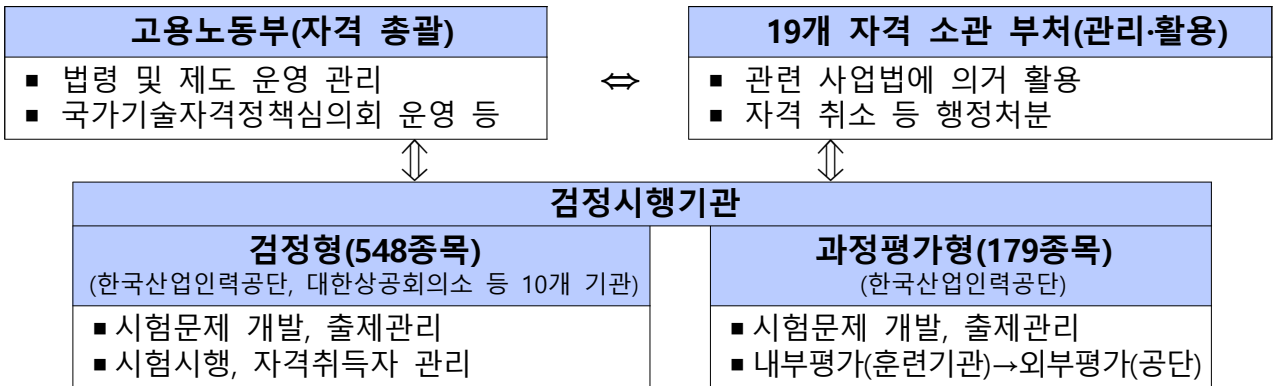 고용노동부(자격 총괄)
■ 법령 및 제도 운영 관리
■ 국가기술자격정책심의회 운영 등
⇔
19개 자격 소관 부처(관리·활용)
■ 관련 사업법에 의거 활용
■ 자격 취소 등 행정처분
⇕ ⇕
검정시행기관
검정형(548종목)
(한국산업인력공단, 대한상공회의소 등 10개 기관)
■ 시험문제 개발, 출제관리
■ 시험시행, 자격취득자 관리
과정평가형(179종목)
(한국산업인력공단)
■ 시험문제 개발, 출제관리
■ 내부평가(훈련기관)→외부평가(공단)